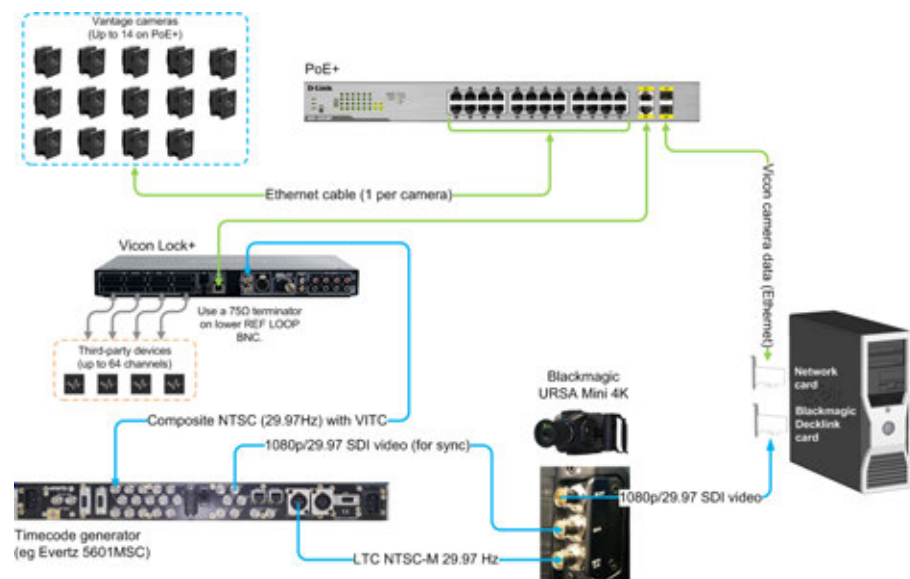 Vantage cameras
(Up to 14 on PoE+)
PoE+
D-Link
Ethernet cable (1 per camera)
Vicon camera data (Ethernet)
Vicon Lock+
Use a 75Ω terminator
on lower REF LOOP
BNC.
Third-party devices
(up to 64 channels)
Composite NTSC (29.97Hz) with VITC
1080p/29.97 SDI video (for sync)
Blackmagic
URSA Mini 4K
Network
card
Blackmagic
Decklink
card
1080p/29.97 SDI video
Timecode generator
(eg Evertz 5601MSC)
LTC NTSC-M 29.97 Hz